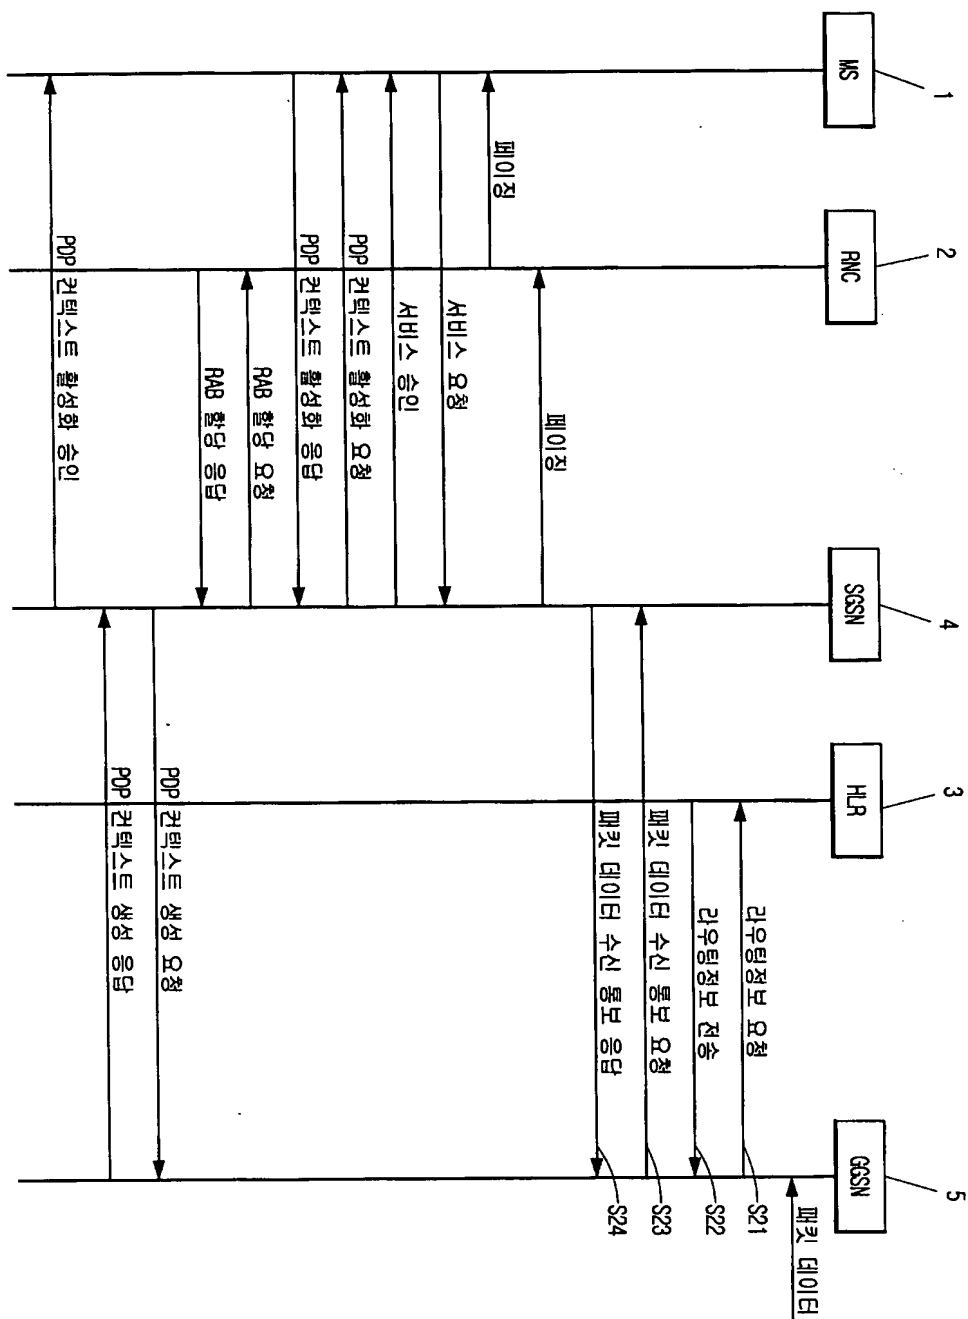 1
2
4
3
5
MS
RNC
SGSN
HLR
GGSN
패킷 데이터
라우팅정보 요청
S21
라우팅정보 전송
S22
패킷 데이터 수신 통보 요청
S23
패킷 데이터 수신 통보 응답
S24
페이징
페이징
서비스 요청
서비스 승인
PDP 컨텍스트 활성화 요청
PDP 컨텍스트 활성화 응답
RAB 할당 요청
RAB 할당 응답
PDP 컨텍스트 생성 요청
PDP 컨텍스트 생성 응답
PDP 컨텍스트 활성화 승인